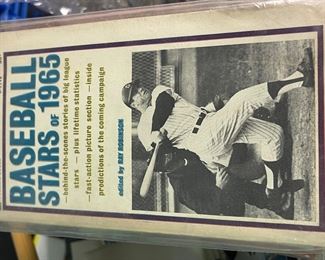 BASEBALL
STARS OF 1965
—behind-the-scenes stories of big league
stars — plus lifetime statistics
—fast-action picture section —inside
predictions of the coming campaign
edited by RAY ROBINSON